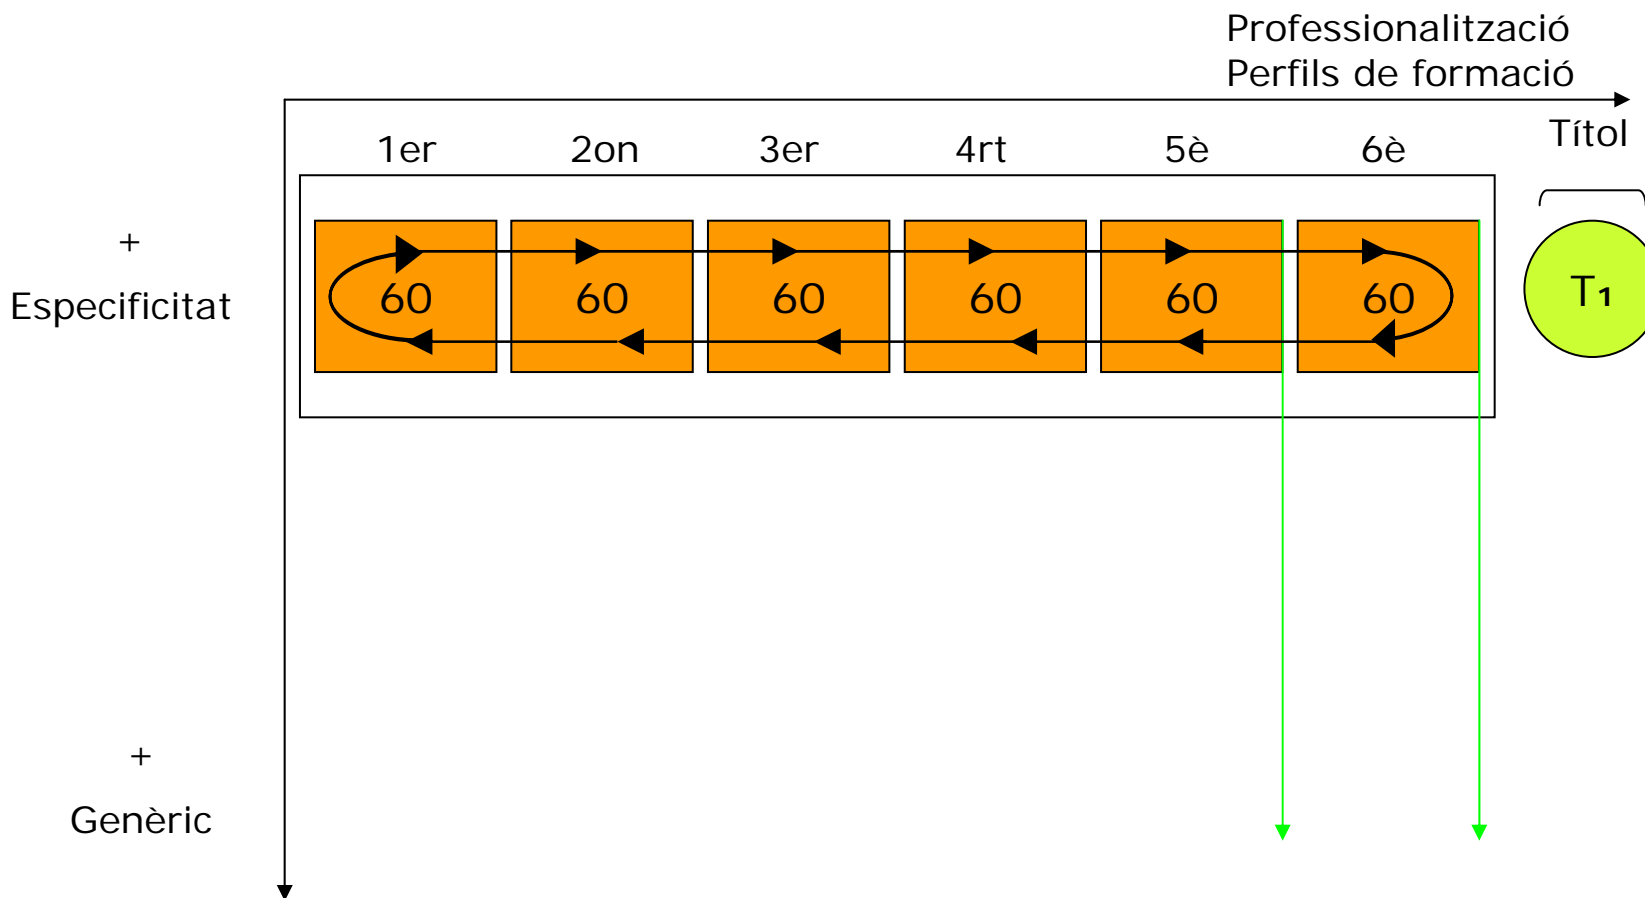 Professionalització
Perfils de formació
Títol
1er 2on 3er 4rt 5è 6è
+
Especificitat
60 60 60 60 60 60
T1
+
Genèric